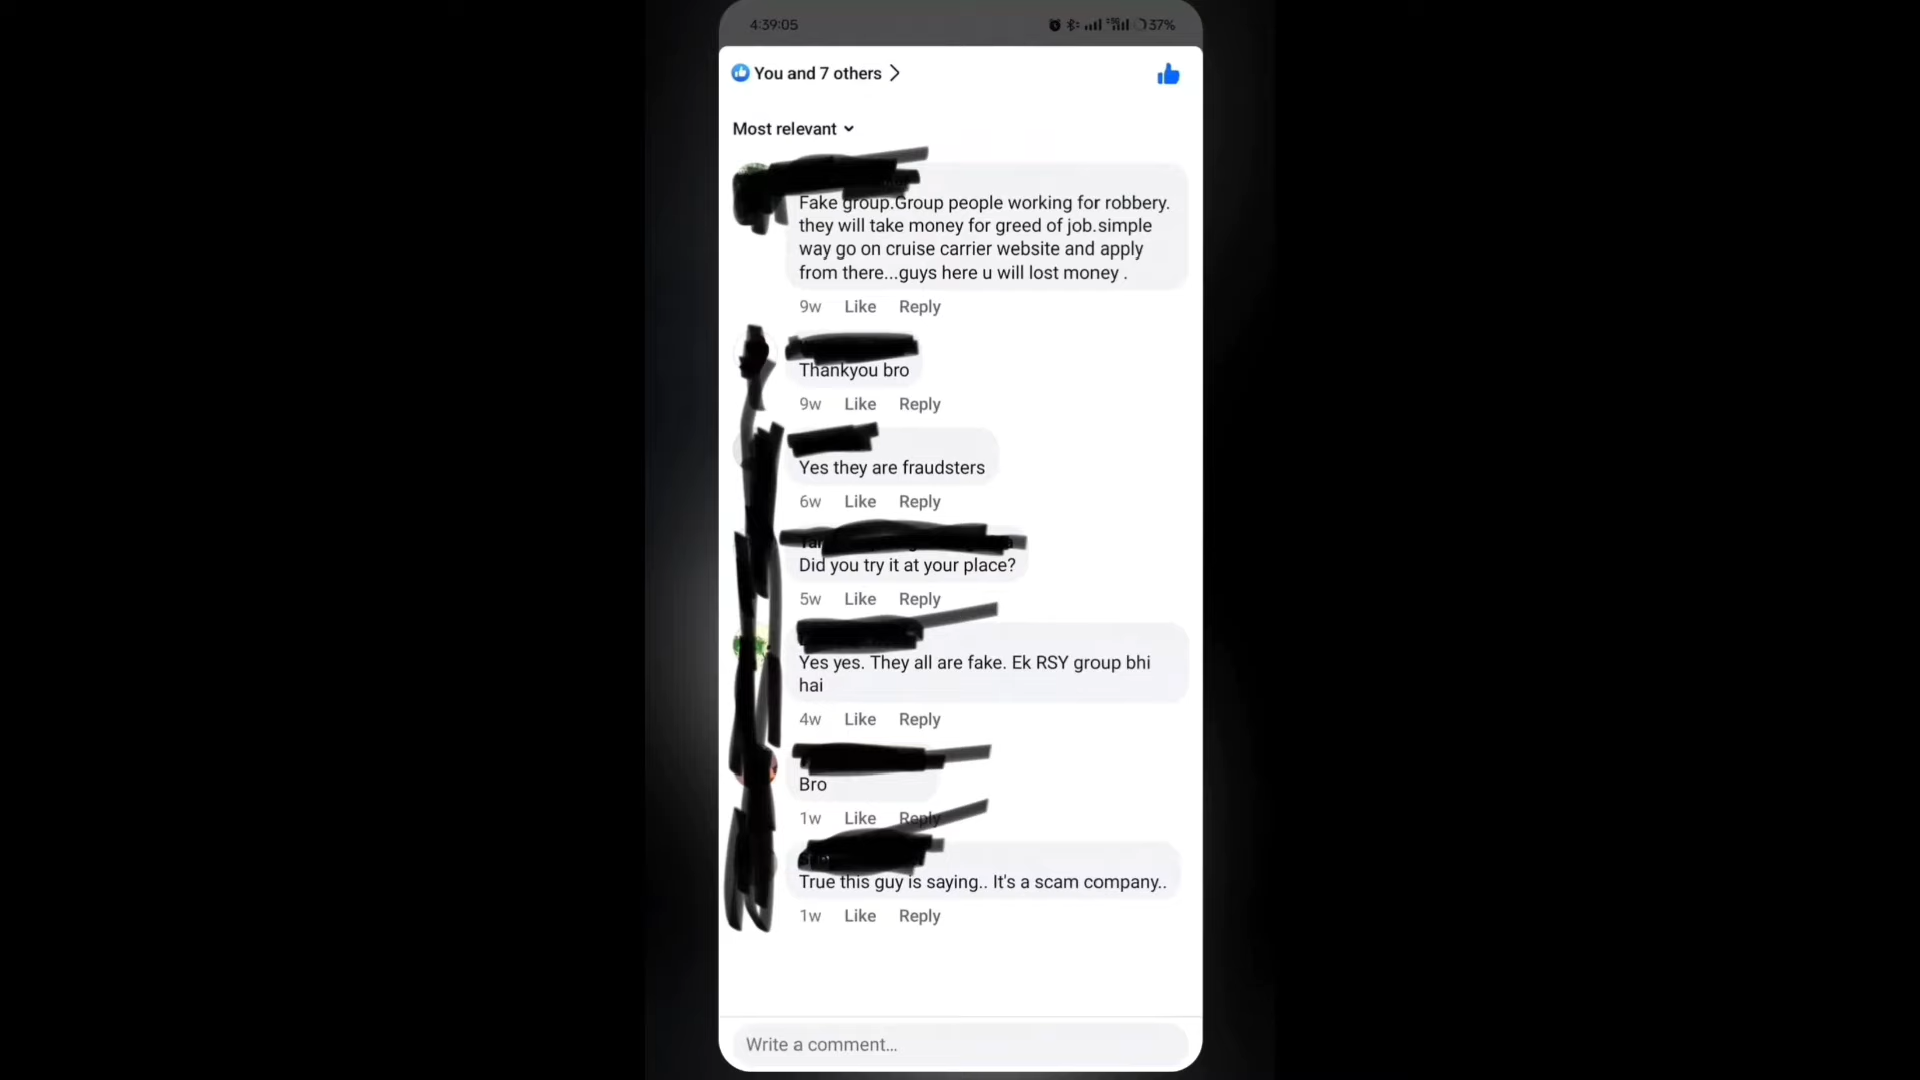 4:39:05
37%
You and 7 others
Most relevant
Fake group.Group people working for robbery.
they will take money for greed of job.simple
way go on cruise carrier website and apply
from there...guys here u will lost money .
9w Like Reply
Thankyou bro
9w Like Reply
Yes they are fraudsters
6w Like Reply
Did you try it at your place?
5w Like Reply
Yes yes. They all are fake. Ek RSY group bhi
hai
4w Like Reply
Bro
1w Like Reply
True this guy is saying.. It's a scam company..
1w Like Reply
Write a comment...